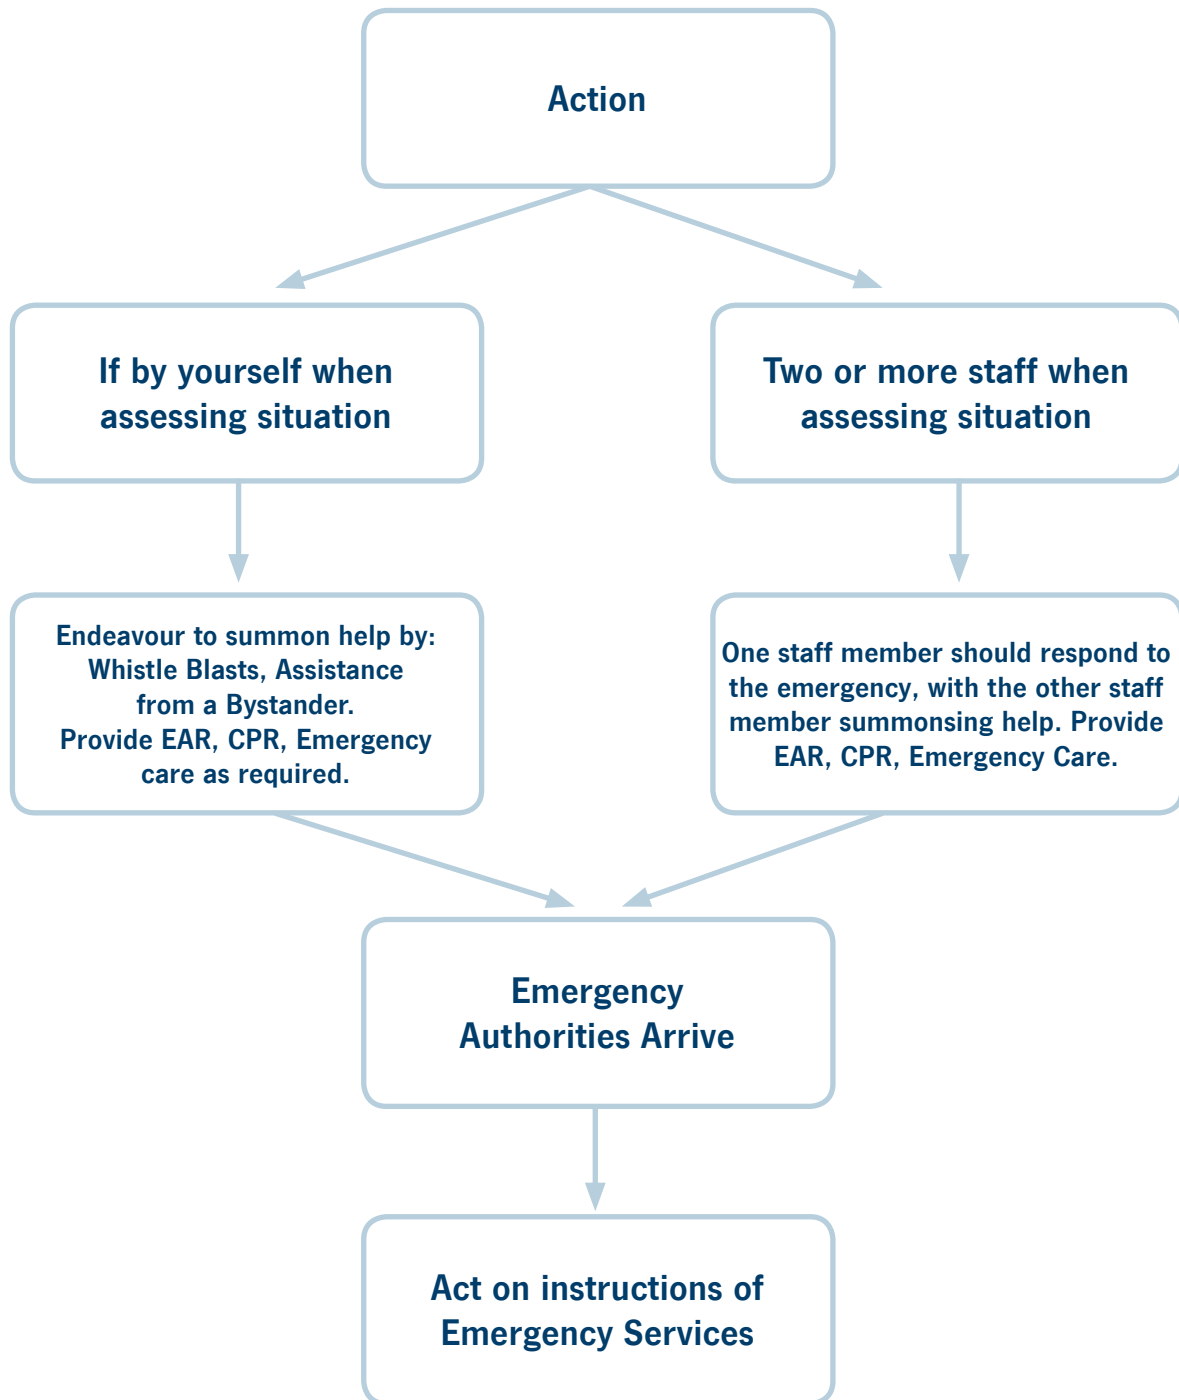 Action
If by yourself when
assessing situation
Two or more staff when
assessing situation
Endeavour to summon help by:
Whistle Blasts, Assistance
from a Bystander.
Provide EAR, CPR, Emergency
care as required.
One staff member should respond to
the emergency, with the other staff
member summonsing help. Provide
EAR, CPR, Emergency Care.
Emergency
Authorities Arrive
Act on instructions of
Emergency Services